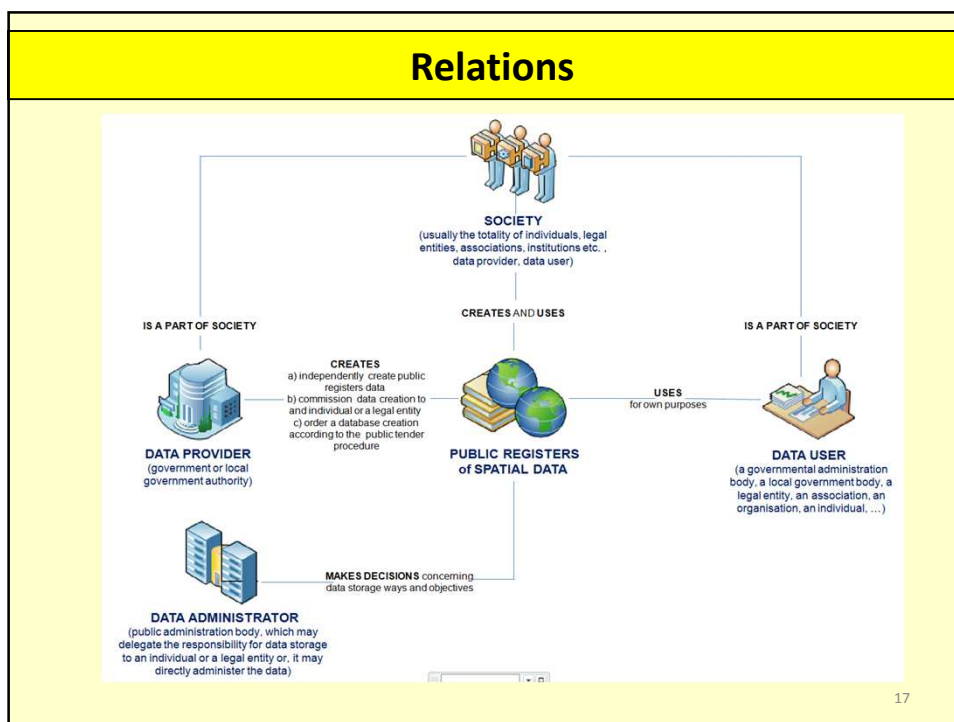 Relations
SOCIETY
(usually the totality of individuals, legal
entities, associations, institutions etc. ,
data provider, data user)
IS A PART OF SOCIETY
CREATES AND USES
IS A PART OF SOCIETY
CREATES
a) independently create public
registers data
b) commission data creation to
and individual or a legal entity
c) order a database creation
according to the public tender
procedure
USES
for own purposes
DATA PROVIDER
(government or local
government authority)
PUBLIC REGISTERS
of SPATIAL DATA
DATA USER
(a governmental administration
body, a local government body, a
legal entity, an association, an
organisation, an individual, ...)
MAKES DECISIONS concerning
data storage ways and objectives
DATA ADMINISTRATOR
(public administration body, which may
delegate the responsibility for data storage
to an individual or a legal entity or, it may
directly administer the data)
17